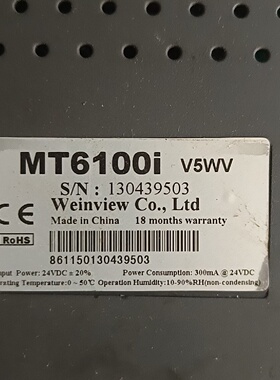 MT6100i V5WV
S/N : 130439503
Weinview Co., Ltd
CE
Made in China 18 months warranty
RoHS
861150130439503
Power: 24VDC ± 20% Power Consumption: 300mA @ 24VDC
Temperature: 0 ~ 50℃ Operation Humidity: 10-90%RH(non-condensing)